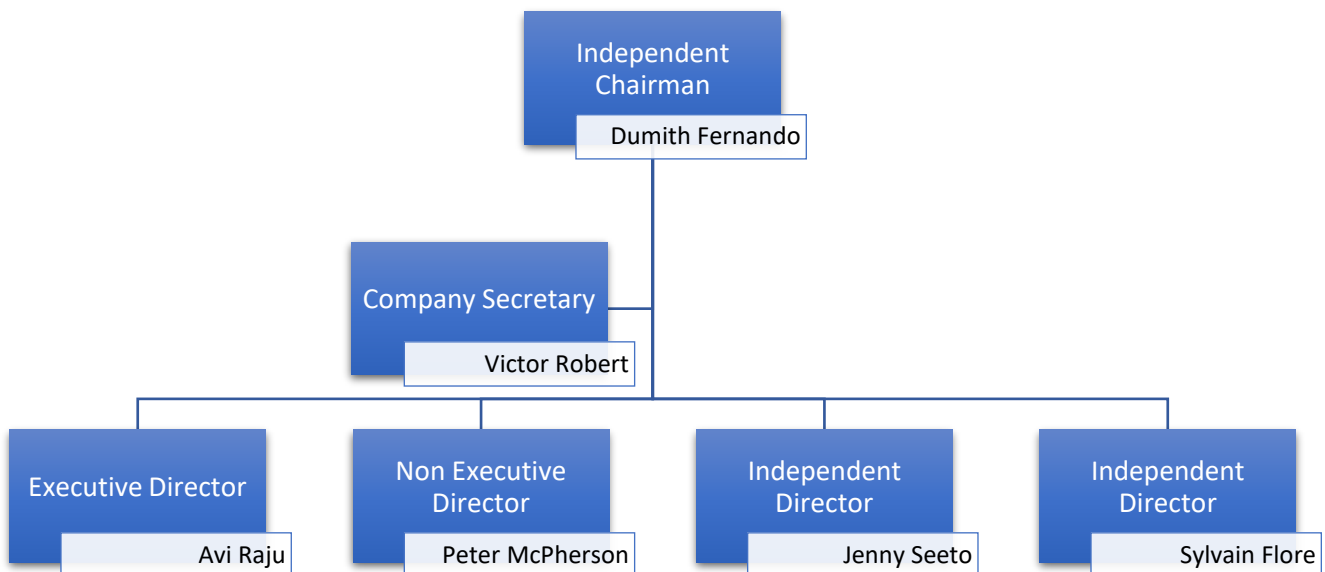 Independent
Chairman
Dumith Fernando
Company Secretary
Victor Robert
Executive Director
Avi Raju
Non Executive
Director
Peter McPherson
Independent
Director
Jenny Seeto
Independent
Director
Sylvain Flore